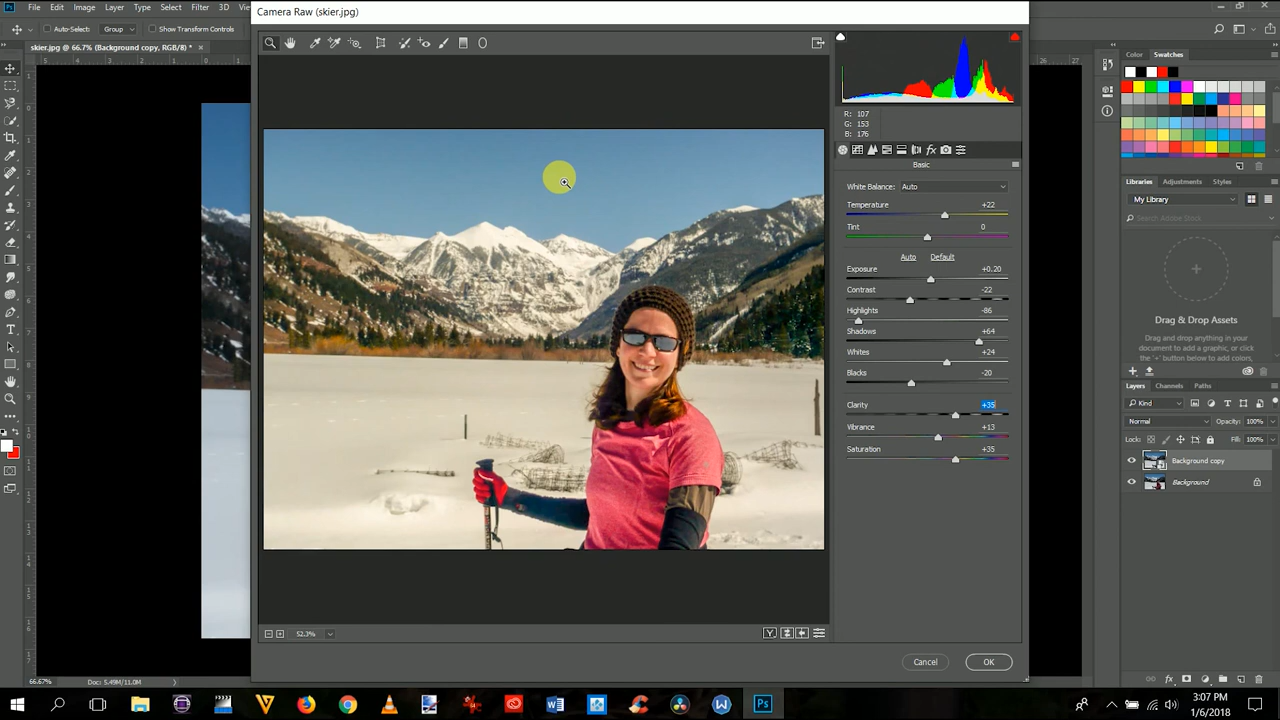 Camera Raw (skier.jpg)
File Edit Image Layer Type Select Filter 3D
Auto-Select: Group Show Transform Controls
skier.jpg @ 66.7% (Background copy, RGB/8) *
R: 107
G: 153
B: 176
Basic
White Balance: Auto
Temperature +22
Tint 0
Auto Default
Exposure +0.20
Contrast -22
Highlights -86
Shadows +64
Whites +24
Blacks -20
Clarity +35
Vibrance +13
Saturation +35
52.3%
Cancel OK
Color Swatches
Libraries Adjustments Styles
My Library
Search Adobe Stock
Drag & Drop Assets
Drag and drop anything in your
document to add a graphic, or click
the '+' button below to add colors,
Layers Channels Paths
Kind
Normal Opacity: 100%
Lock: Fill: 100%
Background copy
Background
66.67% Doc: 5.49M/11.0M
3:07 PM
1/6/2018